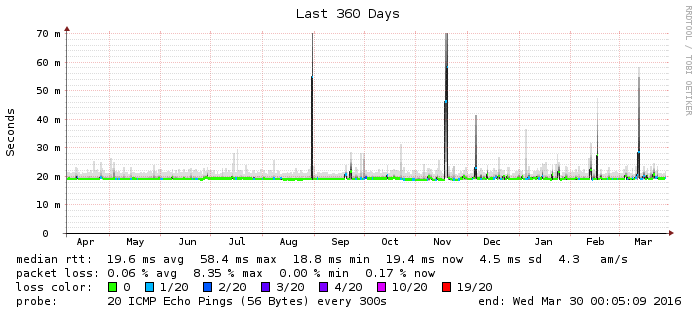 Last 360 Days
RRDTOOL / TOBI OETIKER
Seconds
70 m
60 m
50 m
40 m
30 m
20 m
10 m
0
Apr May Jun Jul Aug Sep Oct Nov Dec Jan Feb Mar
median rtt: 19.6 ms avg 58.4 ms max 18.8 ms min 19.4 ms now 4.5 ms sd 4.3 am/s
packet loss: 0.06 % avg 8.35 % max 0.00 % min 0.17 % now
loss color: 0 1/20 2/20 3/20 4/20 10/20 19/20
probe: 20 ICMP Echo Pings (56 Bytes) every 300s end: Wed Mar 30 00:05:09 2016